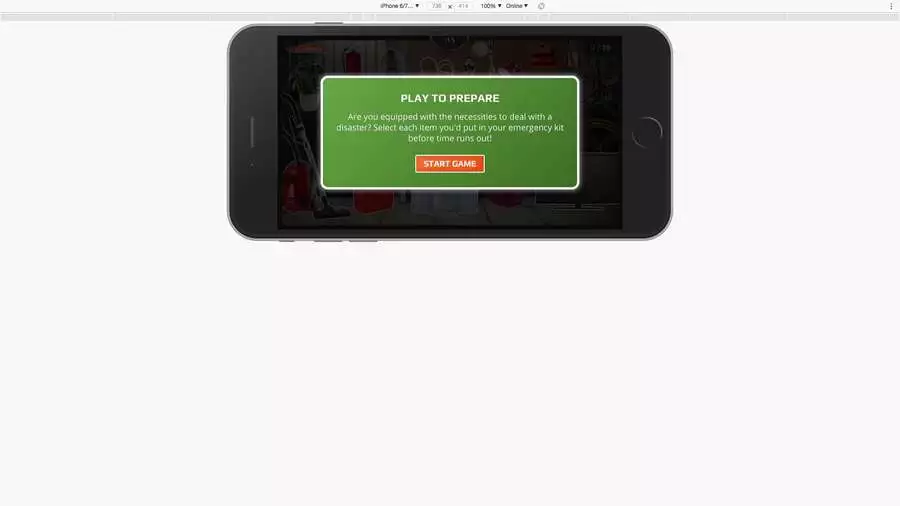 iPhone 6/7... ▼ 736 × 414 100% ▼ Online ▼
PLAY TO PREPARE
Are you equipped with the necessities to deal with a
disaster? Select each item you'd put in your emergency kit
before time runs out!
START GAME